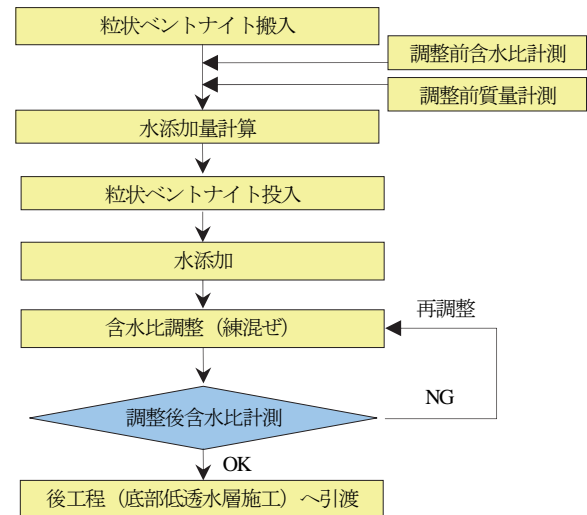 粒状ベントナイト搬入
調整前含水比計測
調整前質量計測
水添加量計算
粒状ベントナイト投入
水添加
再調整
含水比調整（練混ぜ）
調整後含水比計測
NG
OK
後工程（底部低透水層施工）へ引渡